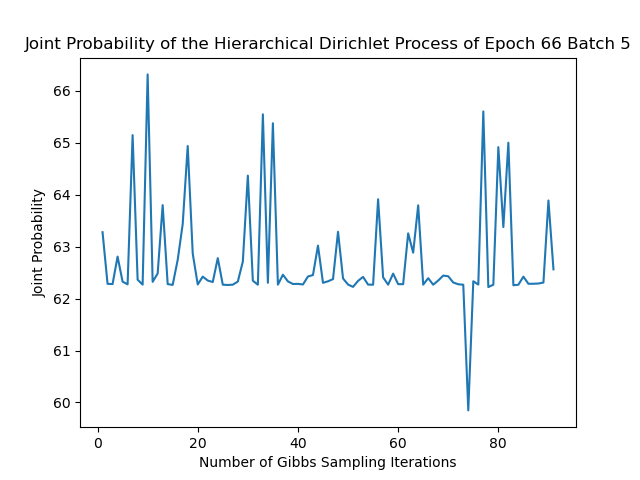 Joint Probability of the Hierarchical Dirichlet Process of Epoch 66 Batch 5
66
65
64
63
62
61
60
Joint Probability
0 20 40 60 80
Number of Gibbs Sampling Iterations